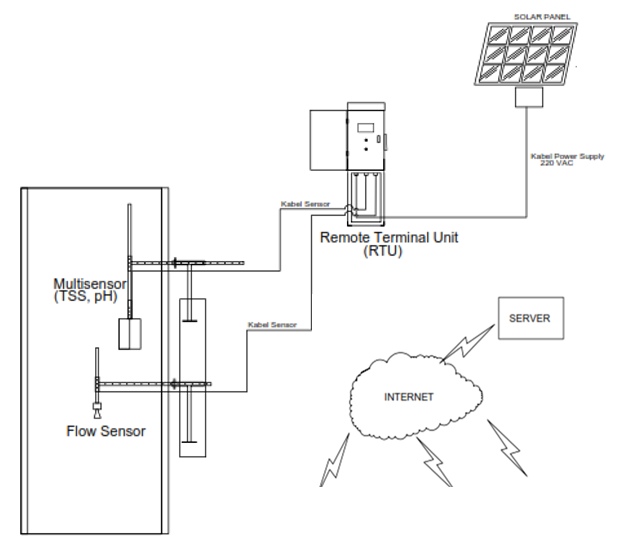 SOLAR PANEL
Kabel Power Supply
220 VAC
Kabel Sensor
Remote Terminal Unit
(RTU)
Multisensor
(TSS, pH)
Kabel Sensor
SERVER
INTERNET
Flow Sensor